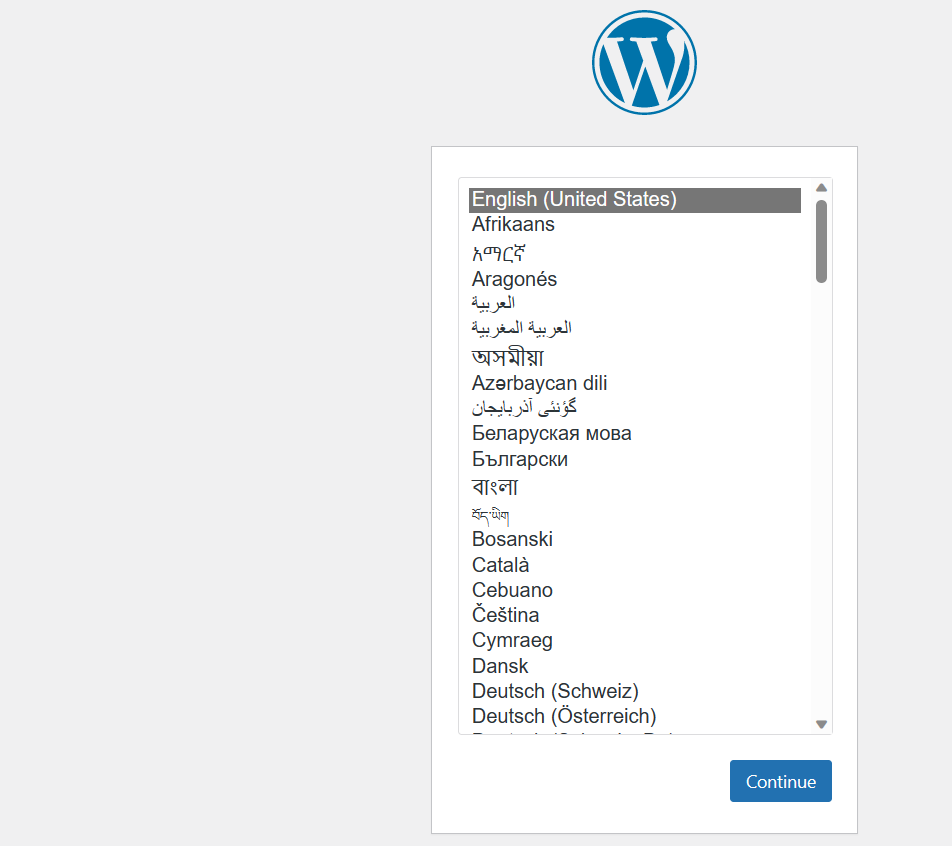 English (United States)
Afrikaans
አማርኛ
Aragonés
العربية
العربية المغربية
অসমীয়া
Azərbaycan dili
گؤنئی آذربایجان
Беларуская мова
Български
বাংলা
བོད་ཡིག
Bosanski
Català
Cebuano
Čeština
Cymraeg
Dansk
Deutsch (Schweiz)
Deutsch (Österreich)
Continue